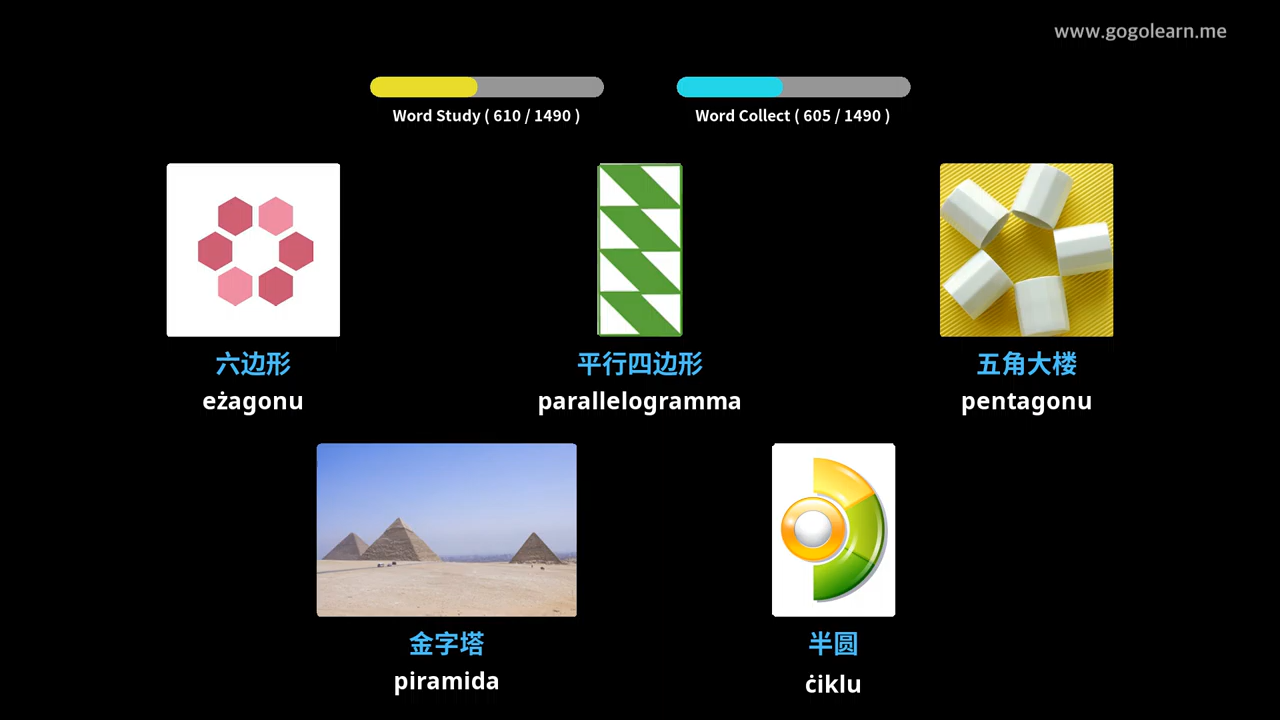 www.gogolearn.me
Word Study ( 610 / 1490 )
Word Collect ( 605 / 1490 )
六边形
平行四边形
五角大楼
eżagonu
parallelogramma
pentagonu
金字塔
半圆
piramida
ċiklu